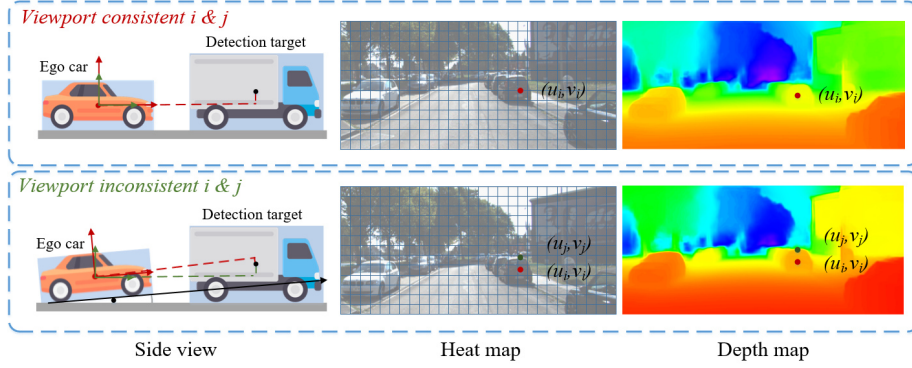 Viewport consistent i & j
Detection target
Ego car
(uᵢ,vᵢ)
(uᵢ,vᵢ)
Viewport inconsistent i & j
Detection target
Ego car
(uⱼ,vⱼ)
(uᵢ,vᵢ)
(uⱼ,vⱼ)
(uᵢ,vᵢ)
Side view
Heat map
Depth map